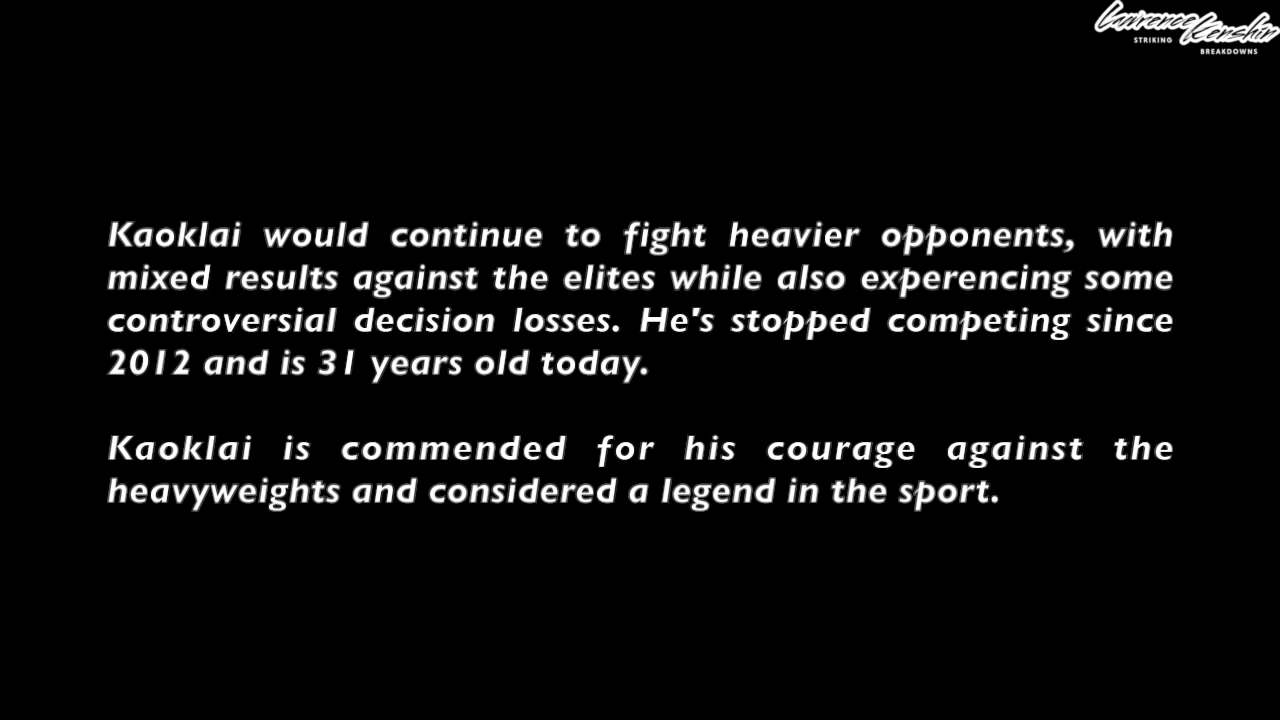 Lawrence Kenshin
STRIKING
BREAKDOWNS
Kaoklai would continue to fight heavier opponents, with
mixed results against the elites while also experencing some
controversial decision losses. He's stopped competing since
2012 and is 31 years old today.
Kaoklai is commended for his courage against the
heavyweights and considered a legend in the sport.